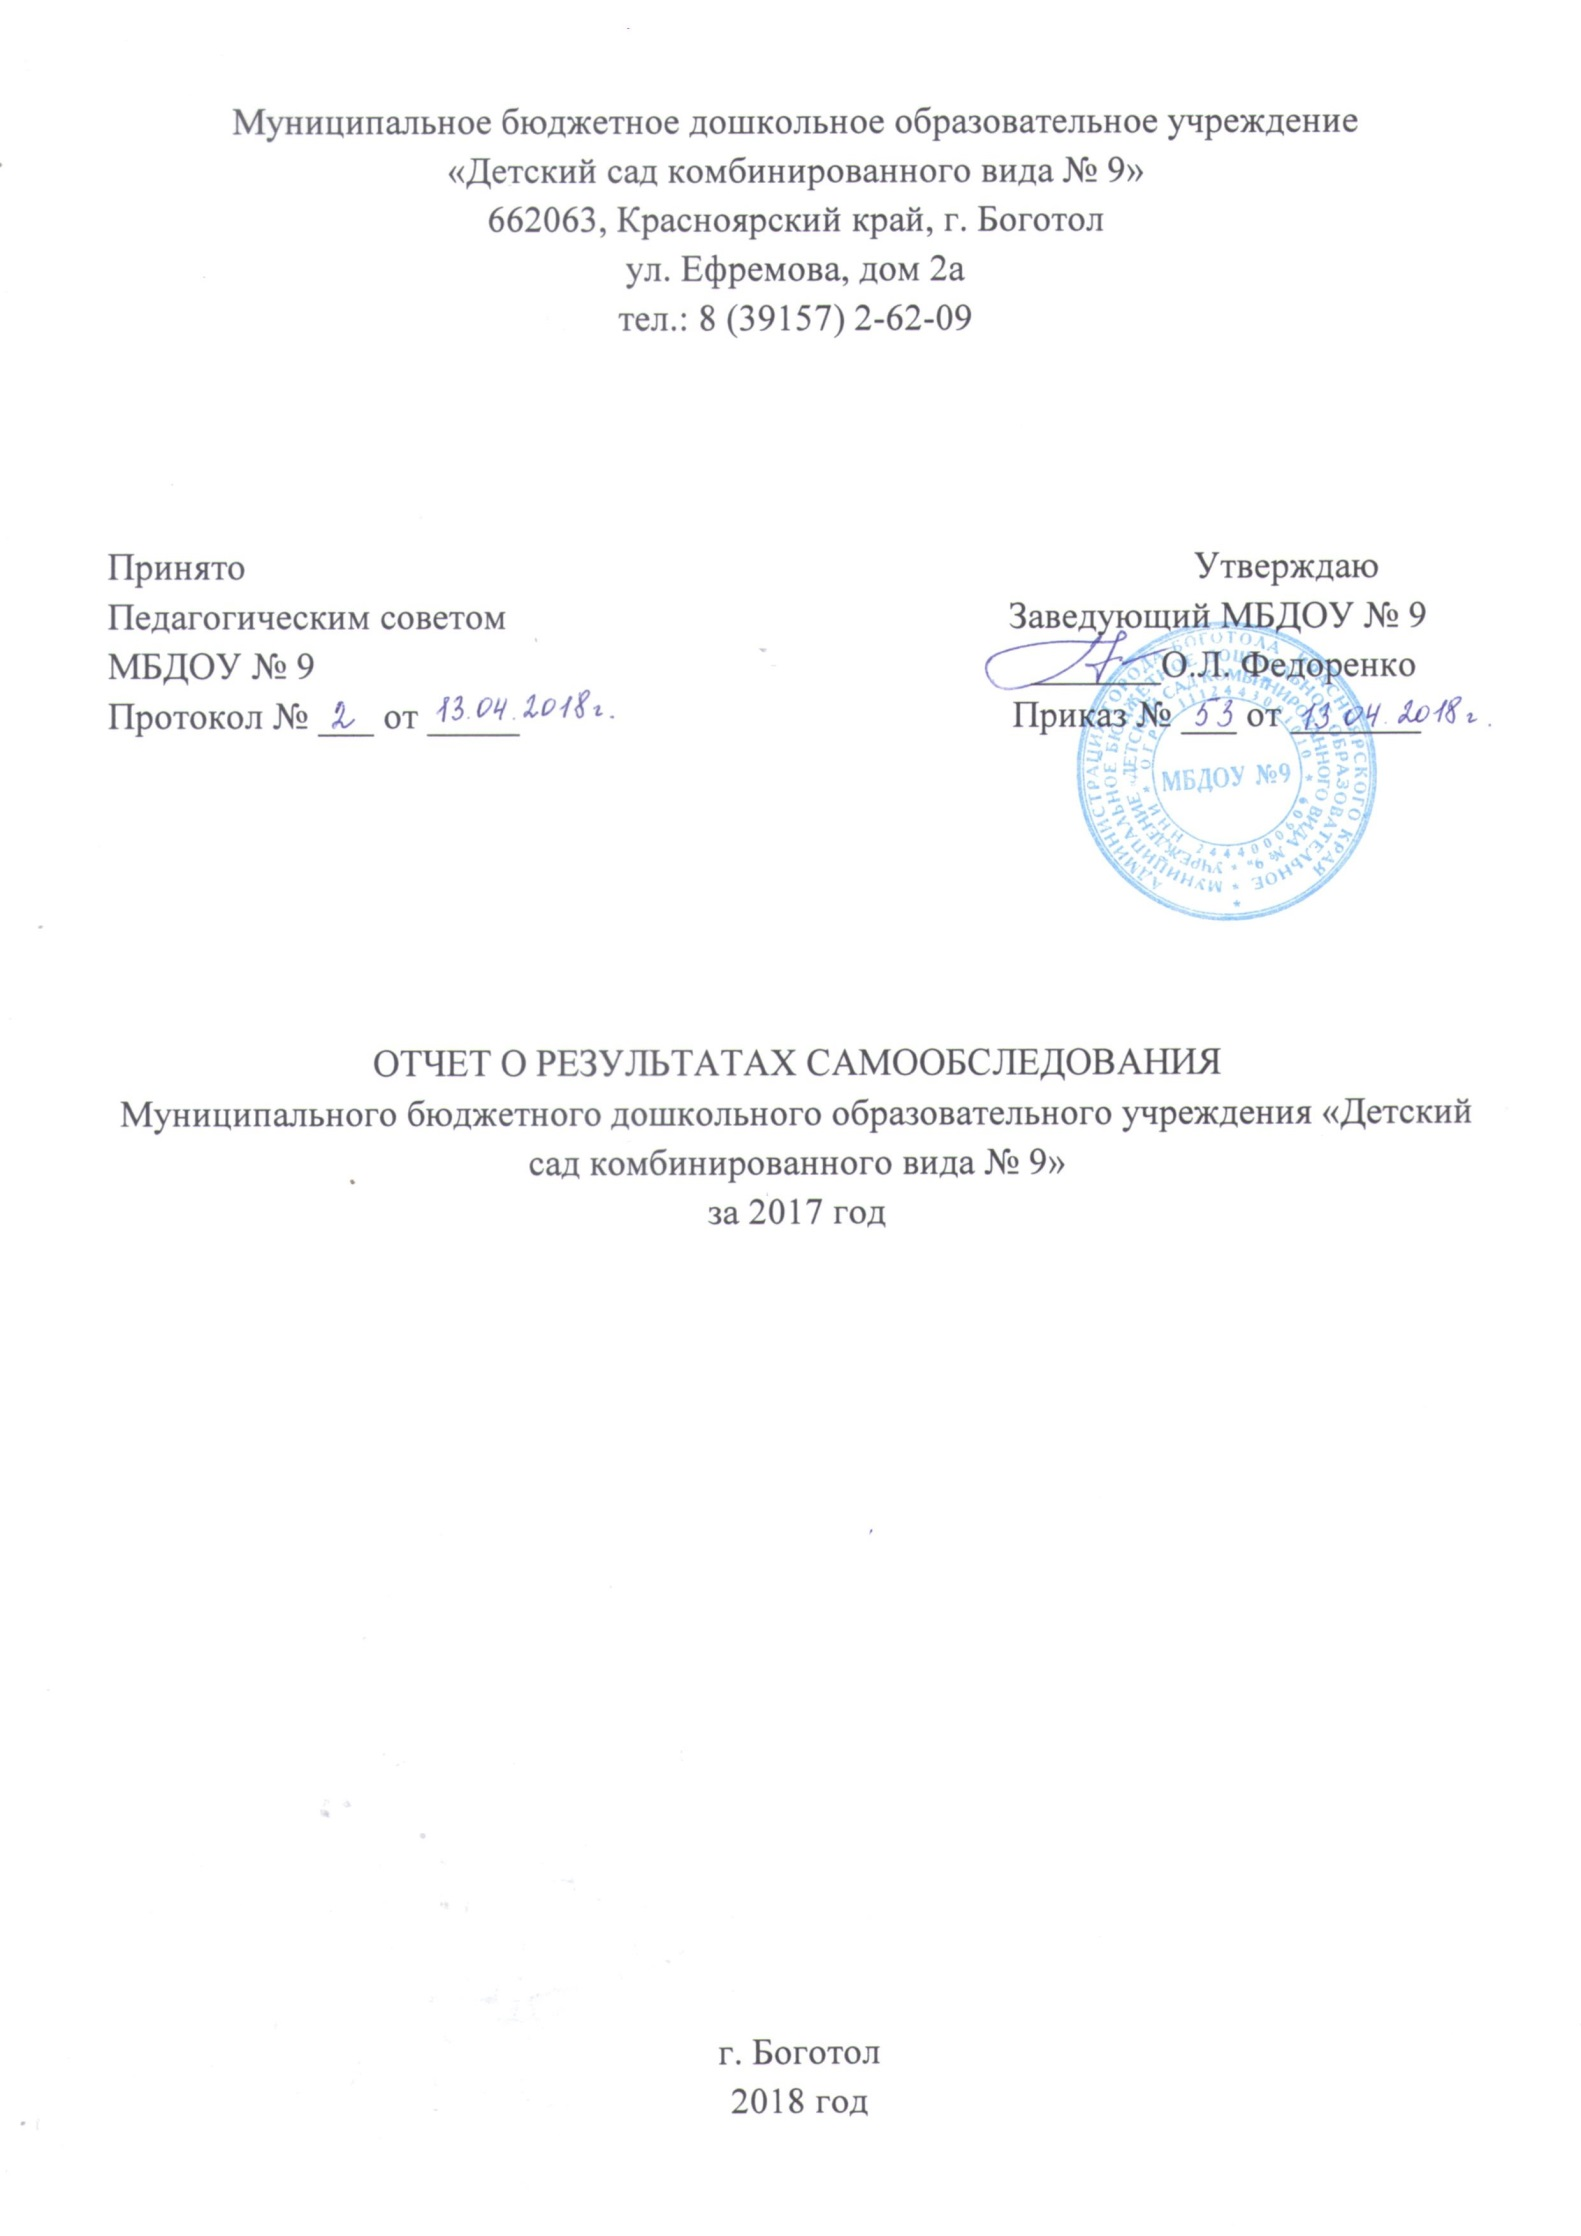 Муниципальное бюджетное дошкольное образовательное учреждение
«Детский сад комбинированного вида № 9»
662063, Красноярский край, г. Боготол
ул. Ефремова, дом 2а
тел.: 8 (39157) 2-62-09
Принято
Педагогическим советом
МБДОУ № 9
Протокол № 2 от 13.04.2018г.
Утверждаю
Заведующий МБДОУ № 9
О.Л. Федоренко
Приказ № 53 от 13 04. 2018г.
МБДОУ №9
ОТЧЕТ О РЕЗУЛЬТАТАХ САМООБСЛЕДОВАНИЯ
Муниципального бюджетного дошкольного образовательного учреждения «Детский
сад комбинированного вида № 9»
за 2017 год
г. Боготол
2018 год